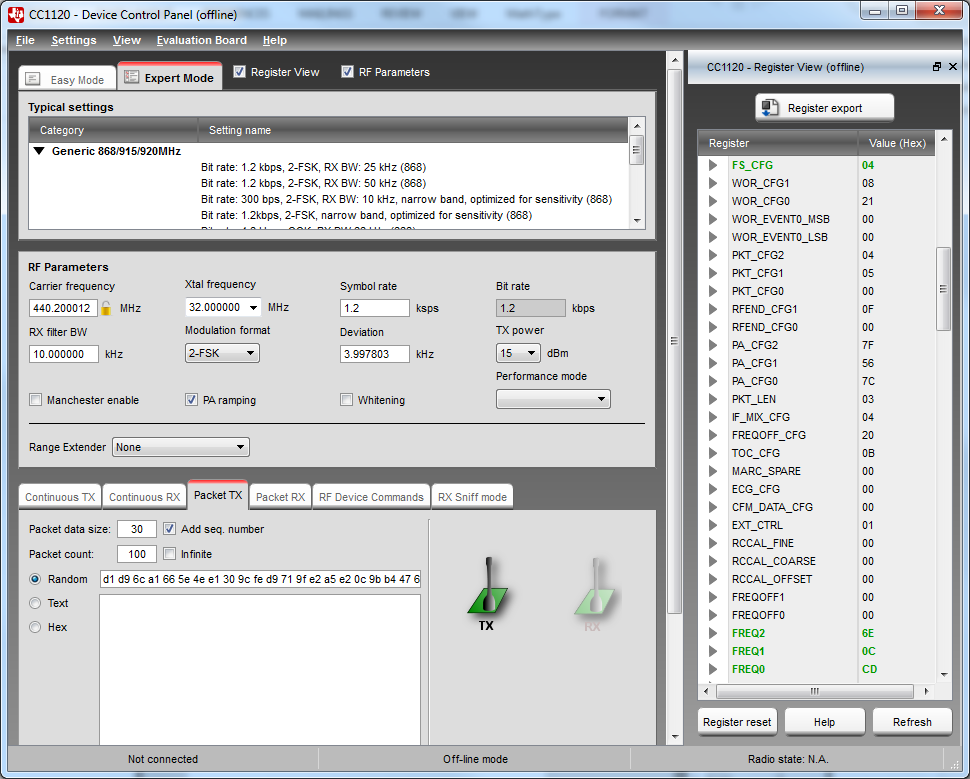 CC1120 - Device Control Panel (offline)
File Settings View Evaluation Board Help
Easy Mode Expert Mode Register View RF Parameters
Typical settings
Category Setting name
Generic 868/915/920MHz
Bit rate: 1.2 kbps, 2-FSK, RX BW: 25 kHz (868)
Bit rate: 1.2 kbps, 2-FSK, RX BW: 50 kHz (868)
Bit rate: 300 bps, 2-FSK, RX BW: 10 kHz, narrow band, optimized for sensitivity (868)
Bit rate: 1.2kbps, 2-FSK, narrow band, optimized for sensitivity (868)
RF Parameters
Carrier frequency Xtal frequency Symbol rate Bit rate
440.200012 MHz 32.000000 MHz 1.2 ksps 1.2 kbps
RX filter BW Modulation format Deviation TX power
10.000000 kHz 2-FSK 3.997803 kHz 15 dBm
Performance mode
Manchester enable PA ramping Whitening
Range Extender None
Continuous TX Continuous RX Packet TX Packet RX RF Device Commands RX Sniff mode
Packet data size: 30 Add seq. number
Packet count: 100 Infinite
Random d1 d9 6c a1 66 5e 4e e1 30 9c fe d9 71 9f e2 a5 e2 0c 9b b4 47 6
Text
Hex
TX RX
CC1120 - Register View (offline)
Register export
Register Value (Hex)
FS_CFG 04
WOR_CFG1 08
WOR_CFG0 21
WOR_EVENT0_MSB 00
WOR_EVENT0_LSB 00
PKT_CFG2 04
PKT_CFG1 05
PKT_CFG0 00
RFEND_CFG1 0F
RFEND_CFG0 00
PA_CFG2 7F
PA_CFG1 56
PA_CFG0 7C
PKT_LEN 03
IF_MIX_CFG 04
FREQOFF_CFG 20
TOC_CFG 0B
MARC_SPARE 00
ECG_CFG 00
CFM_DATA_CFG 00
EXT_CTRL 01
RCCAL_FINE 00
RCCAL_COARSE 00
RCCAL_OFFSET 00
FREQOFF1 00
FREQOFF0 00
FREQ2 6E
FREQ1 0C
FREQ0 CD
Register reset Help Refresh
Not connected Off-line mode Radio state: N.A.